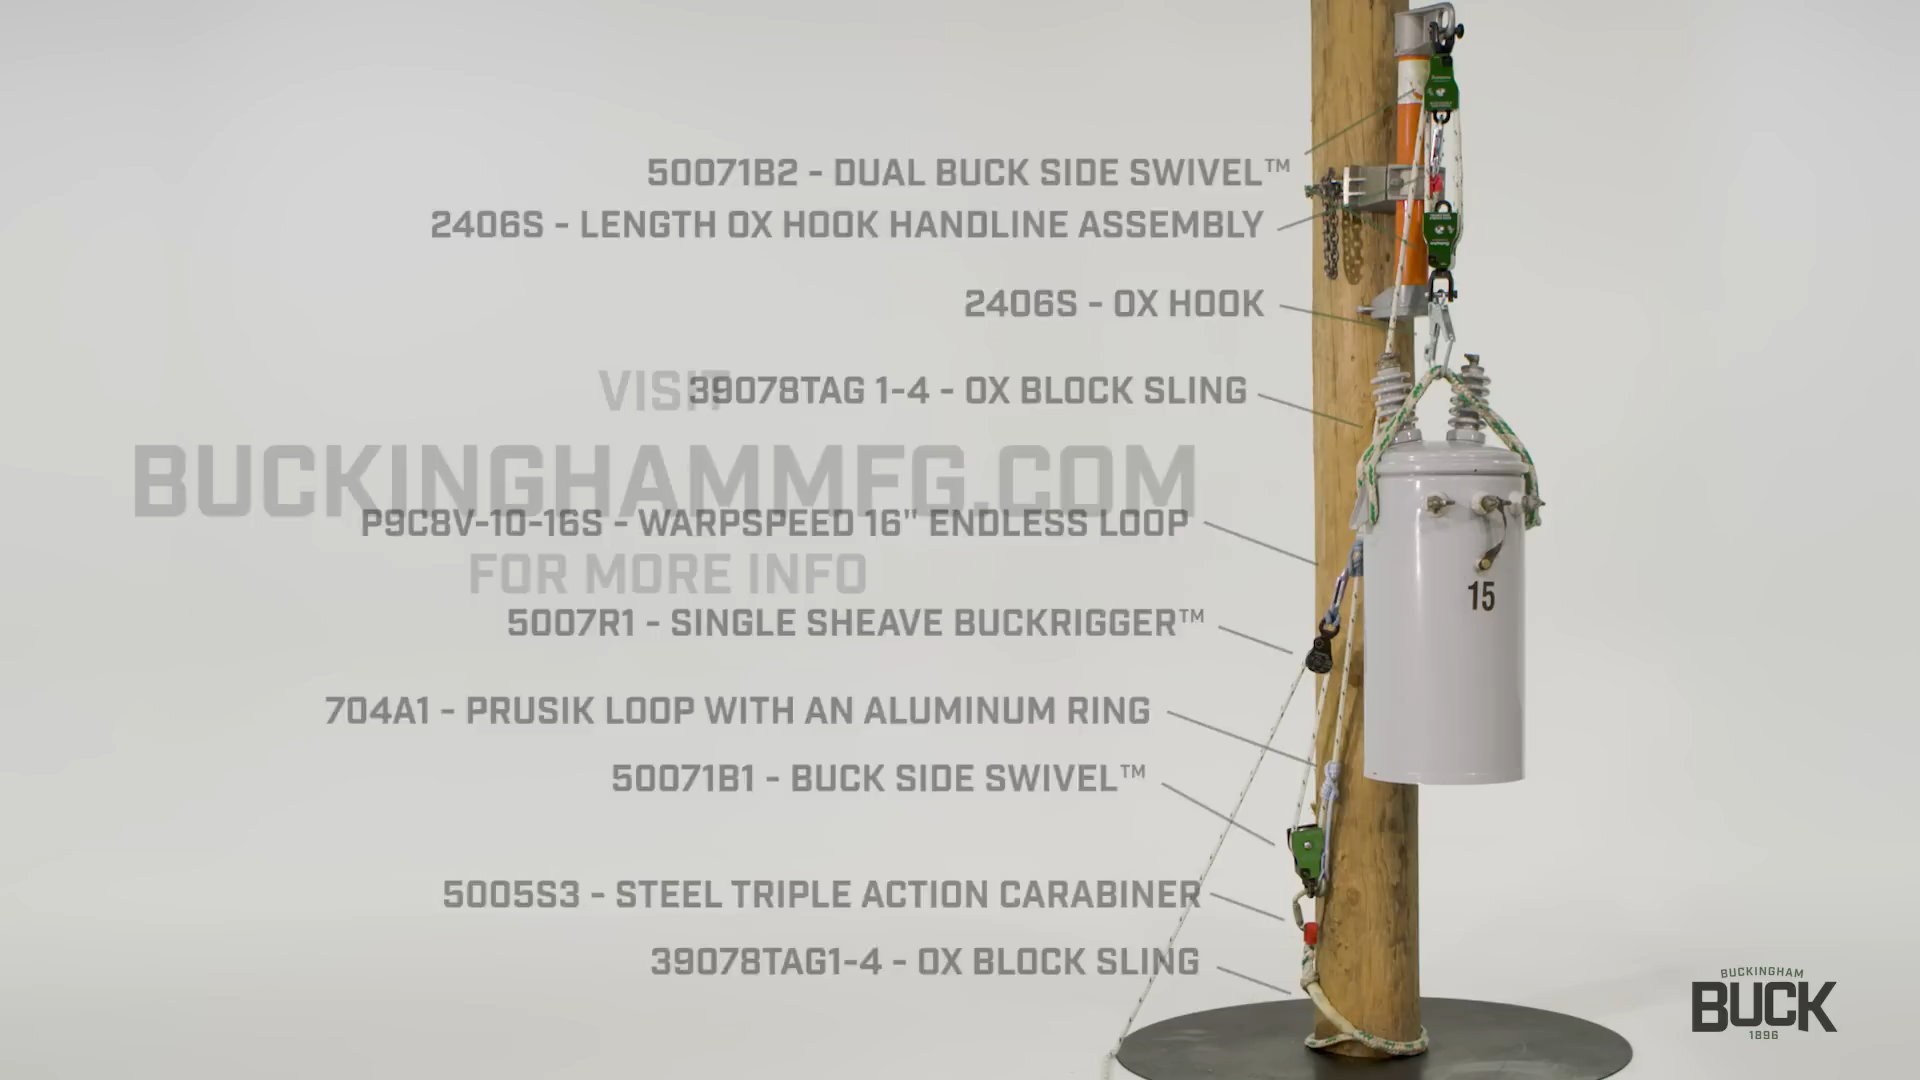 50071B2 - DUAL BUCK SIDE SWIVEL™
2406S - LENGTH OX HOOK HANDLINE ASSEMBLY
2406S - OX HOOK
VISIT
39078TAG 1-4 - OX BLOCK SLING
BUCKINGHAMMFG.COM
P9C8V-10-16S - WARPSPEED 16" ENDLESS LOOP
FOR MORE INFO
5007R1 - SINGLE SHEAVE BUCKRIGGER™
704A1 - PRUSIK LOOP WITH AN ALUMINUM RING
50071B1 - BUCK SIDE SWIVEL™
5005S3 - STEEL TRIPLE ACTION CARABINER
39078TAG1-4 - OX BLOCK SLING
15
BUCKINGHAM
BUCK
1896